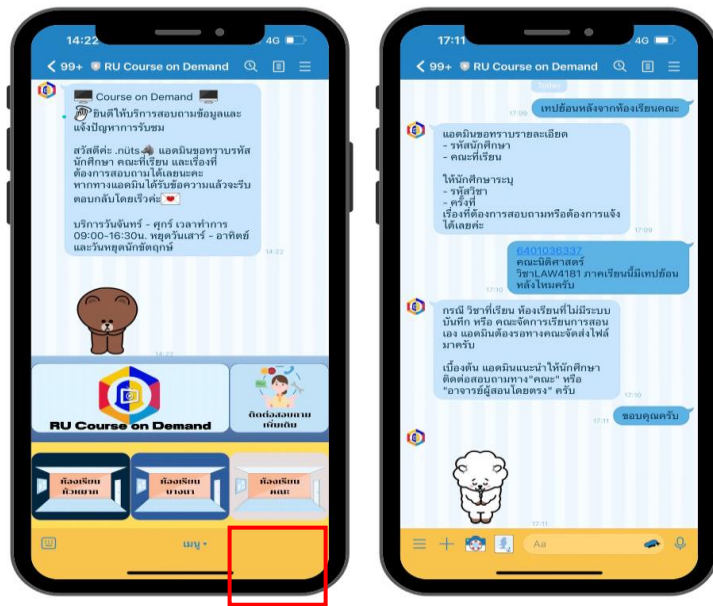 14:22
4G
99+ RU Course on Demand
Course on Demand
ยินดีให้บริการสอบถามข้อมูลและ
แจ้งปัญหาการรับชม
สวัสดีค่ะ .nüts แอดมินขอทราบรหัส
นักศึกษา คณะที่เรียน และเรื่องที่
ต้องการสอบถามได้เลยนะคะ
หากทางแอดมินได้รับข้อความแล้วจะรีบ
ตอบกลับโดยเร็วค่ะ
บริการวันจันทร์ - ศุกร์ เวลาทำการ
09:00-16:30น. หยุดวันเสาร์ - อาทิตย์
และวันหยุดนักขัตฤกษ์
14:22
14:22
RU Course on Demand
ติดต่อสอบถาม
เพิ่มเติม
ห้องเรียน
หัวหมาก
ห้องเรียน
บางนา
ห้องเรียน
คณะ
เมนู
17:11
4G
99+ RU Course on Demand
Today
เทปย้อนหลังจากห้องเรียนคณะ
17:09
แอดมินขอทราบรายละเอียด
- รหัสนักศึกษา
- คณะที่เรียน
ให้นักศึกษาระบุ
- รหัสวิชา
- ครั้งที่
เรื่องที่ต้องการสอบถามหรือต้องการแจ้ง
ได้เลยค่ะ
17:09
6401036337
คณะนิติศาสตร์
วิชาLAW4181 ภาคเรียนนี้มีเทปย้อน
หลังไหมครับ
17:10
กรณี วิชาที่เรียน ห้องเรียนที่ไม่มีระบบ
บันทึก หรือ คณะจัดการเรียนการสอน
เอง แอดมินต้องรอทางคณะจัดส่งไฟล์
มาครับ
เบื้องต้น แอดมินแนะนำให้นักศึกษา
ติดต่อสอบถามทาง"คณะ" หรือ
"อาจารย์ผู้สอนโดยตรง" ครับ
17:10
ขอบคุณครับ
17:11
17:11
Aa